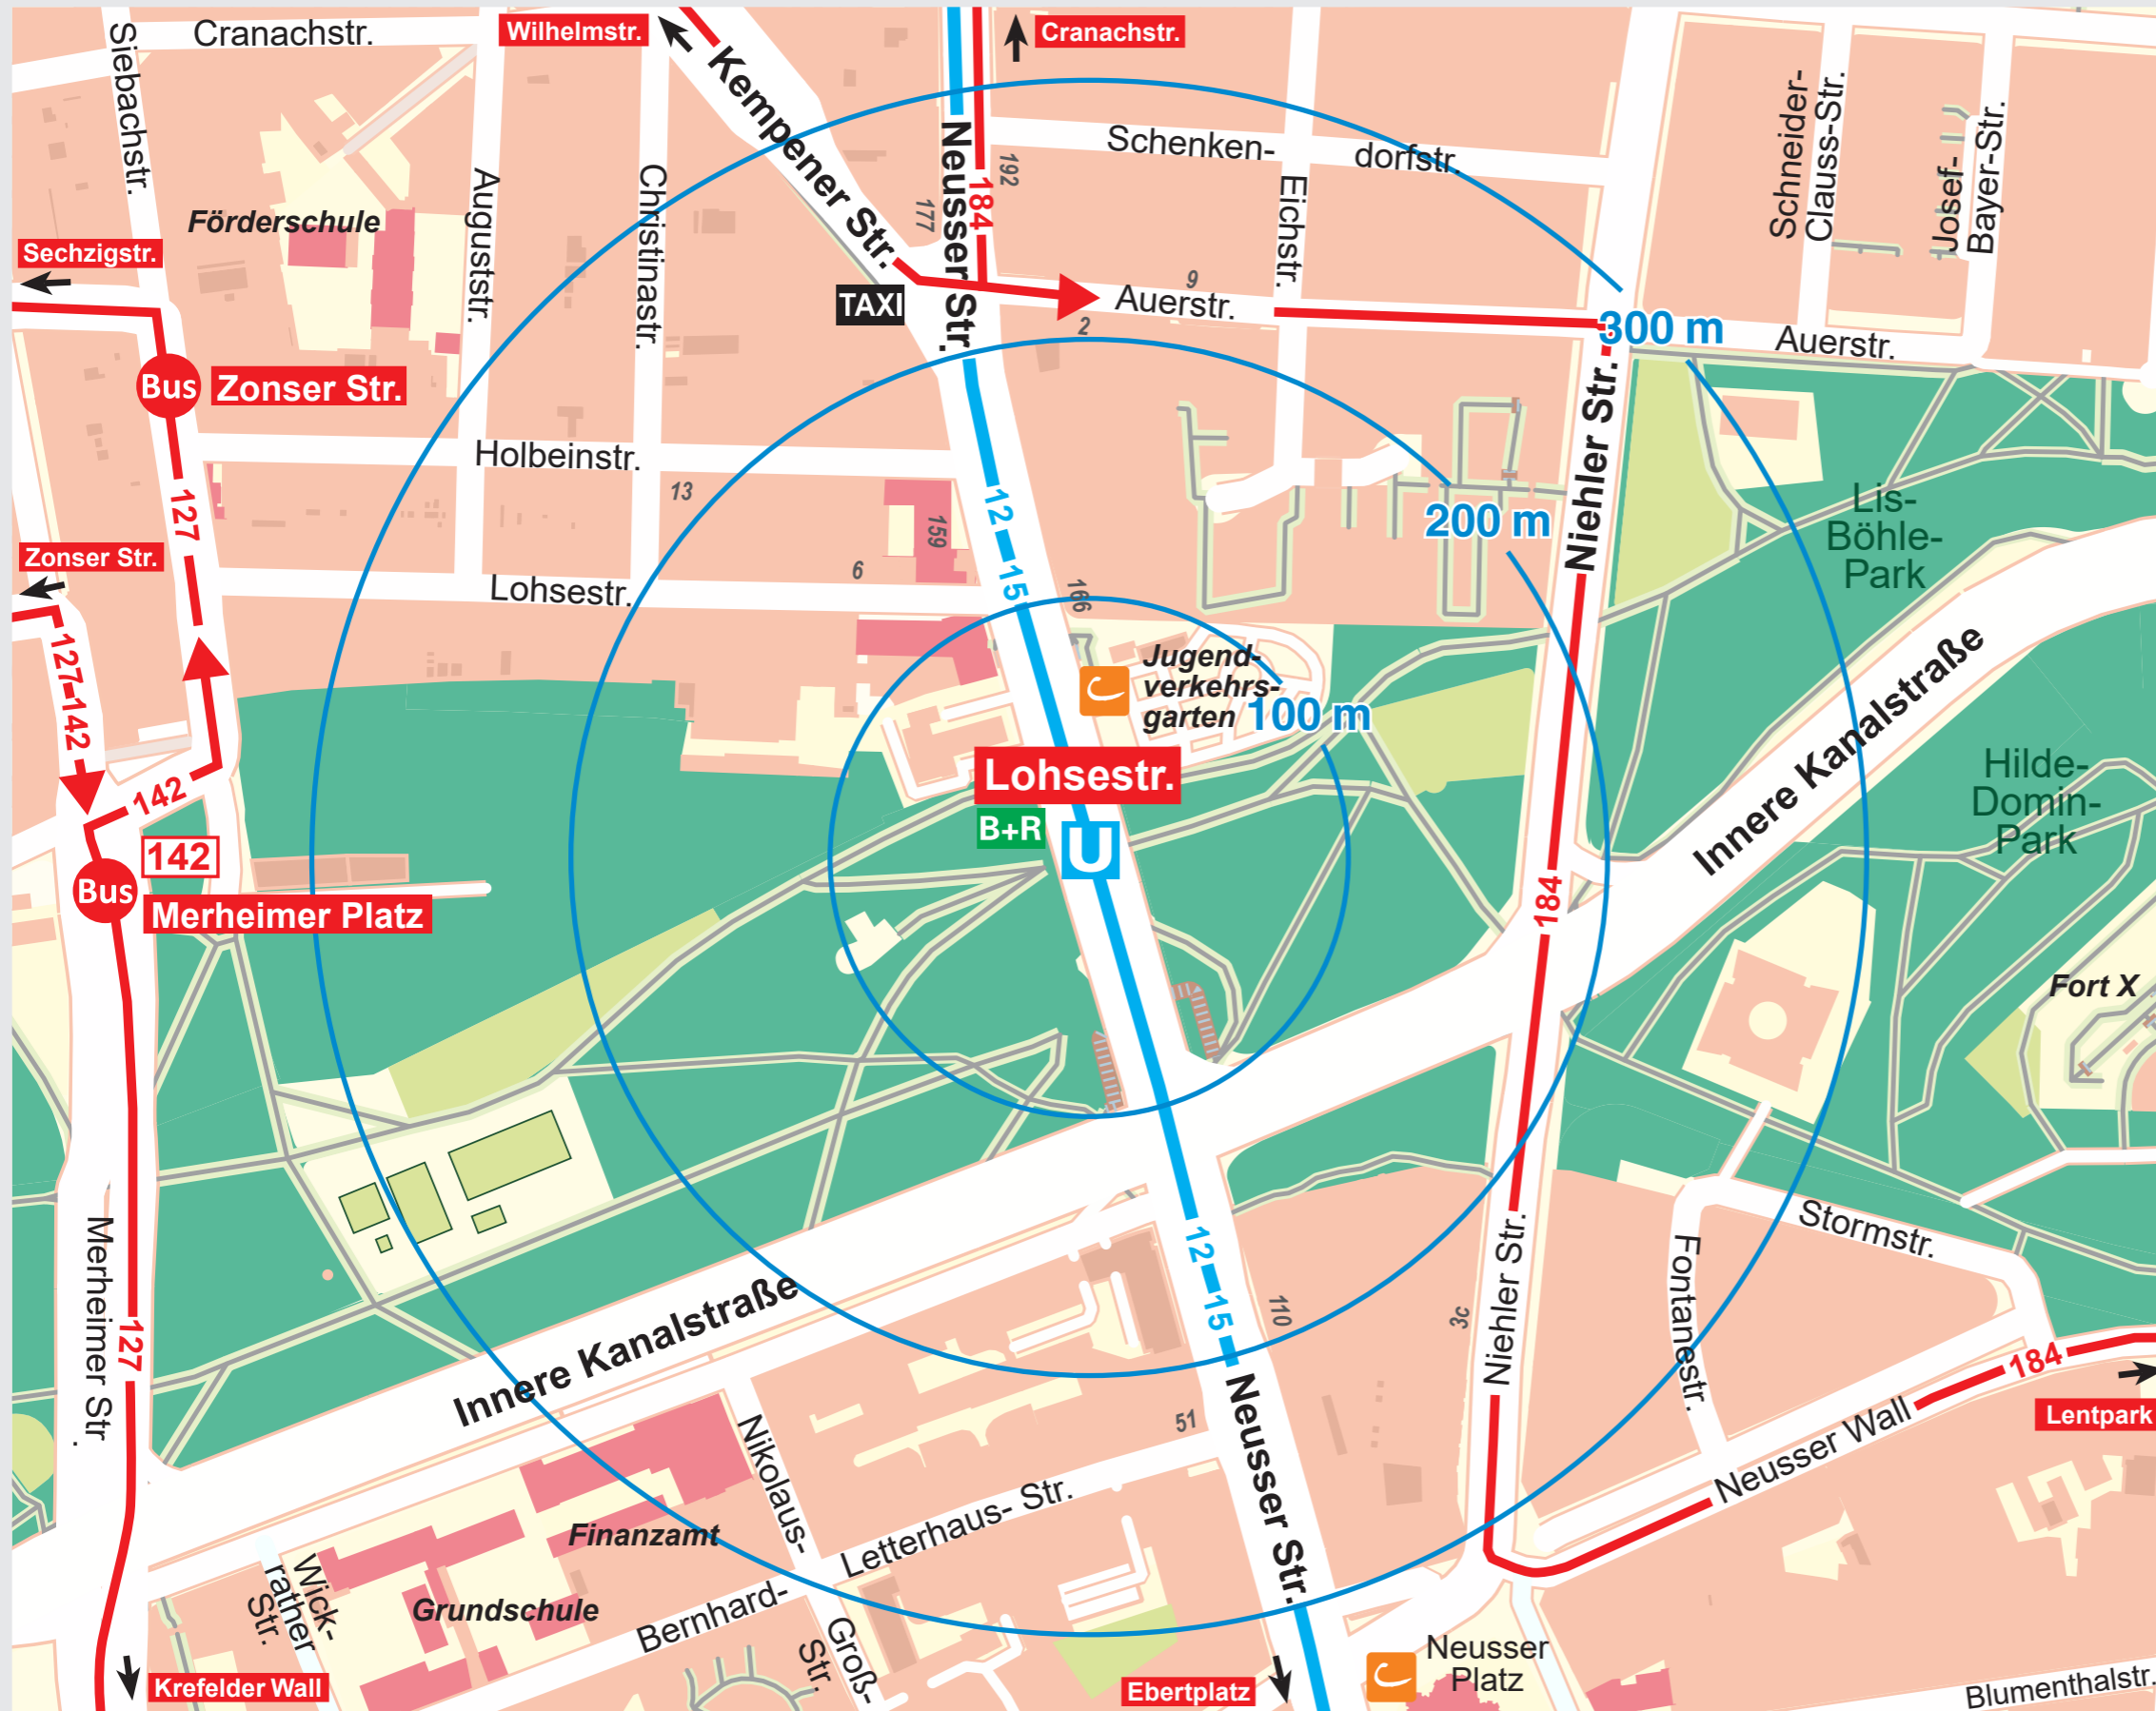 Cranachstr.
Wilhelmstr.
Cranachstr.
Siebachstr.
Kempener Str.
Neusser Str.
184
192
177
Schenken-
dorfstr.
Schneider-
Clauss-Str.
Josef-
Bayer-Str.
Förderschule
Auguststr.
Christinastr.
Eichstr.
Sechzigstr.
TAXI
Auerstr.
9
2
300 m
Auerstr.
Bus
Zonser Str.
Niehler Str.
Holbeinstr.
13
159
12
15
127
200 m
Lis-
Böhle-
Park
Zonser Str.
Lohsestr.
6
166
127
142
Jugend-
verkehrs-
garten
100 m
Innere Kanalstraße
Lohsestr.
B+R
U
142
142
Bus
Merheimer Platz
Hilde-
Domin-
Park
184
Fort X
Merheimer Str.
127
Innere Kanalstraße
12
15
110
3c
Niehler Str.
Stormstr.
Fontanestr.
184
Lentpark
Neusser Wall
51
Neusser Str.
Nikolaus-
Groß-
Str.
Letterhaus- Str.
Bernhard-
Finanzamt
Grundschule
Wick-
rather
Str.
Krefelder Wall
Ebertplatz
Neusser
Platz
Blumenthalstr.